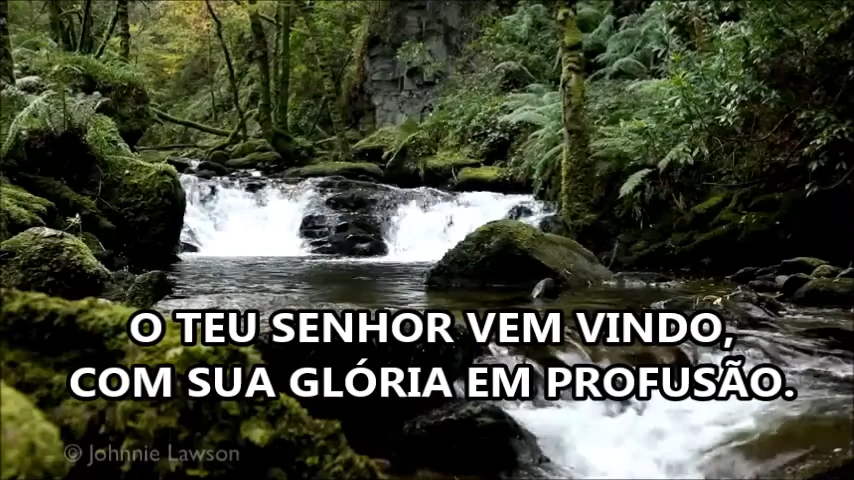 O TEU SENHOR VEM VINDO,
COM SUA GLÓRIA EM PROFUSÃO.
© Johnnie Lawson